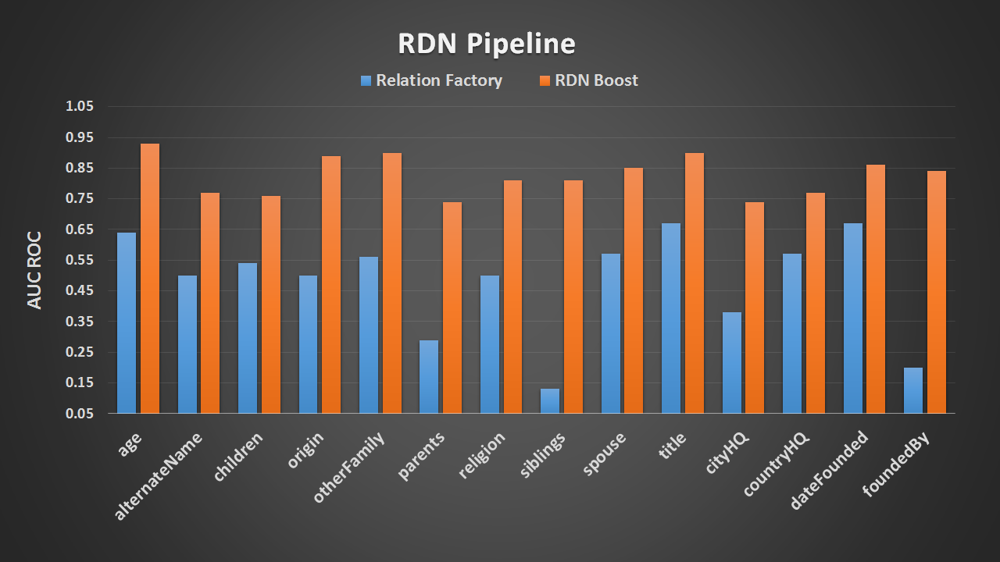 RDN Pipeline
Relation Factory RDN Boost
1.05
0.95
0.85
0.75
0.65
0.55
0.45
0.35
0.25
0.15
0.05
AUC ROC
age
alternateName
children
origin
otherFamily
parents
religion
siblings
spouse
title
cityHQ
countryHQ
dateFounded
foundedBy